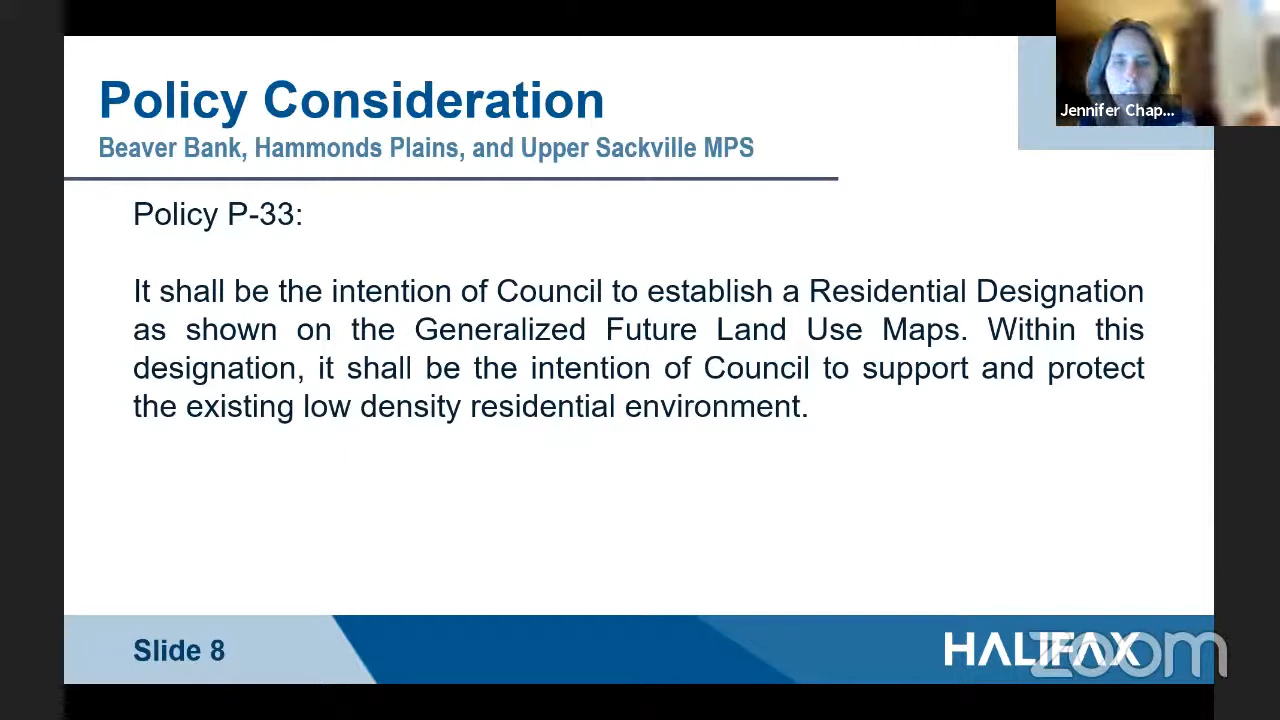 Policy Consideration
Beaver Bank, Hammonds Plains, and Upper Sackville MPS
Jennifer Chap...
Policy P-33:
It shall be the intention of Council to establish a Residential Designation
as shown on the Generalized Future Land Use Maps. Within this
designation, it shall be the intention of Council to support and protect
the existing low density residential environment.
Slide 8
HALIFAX
zoom